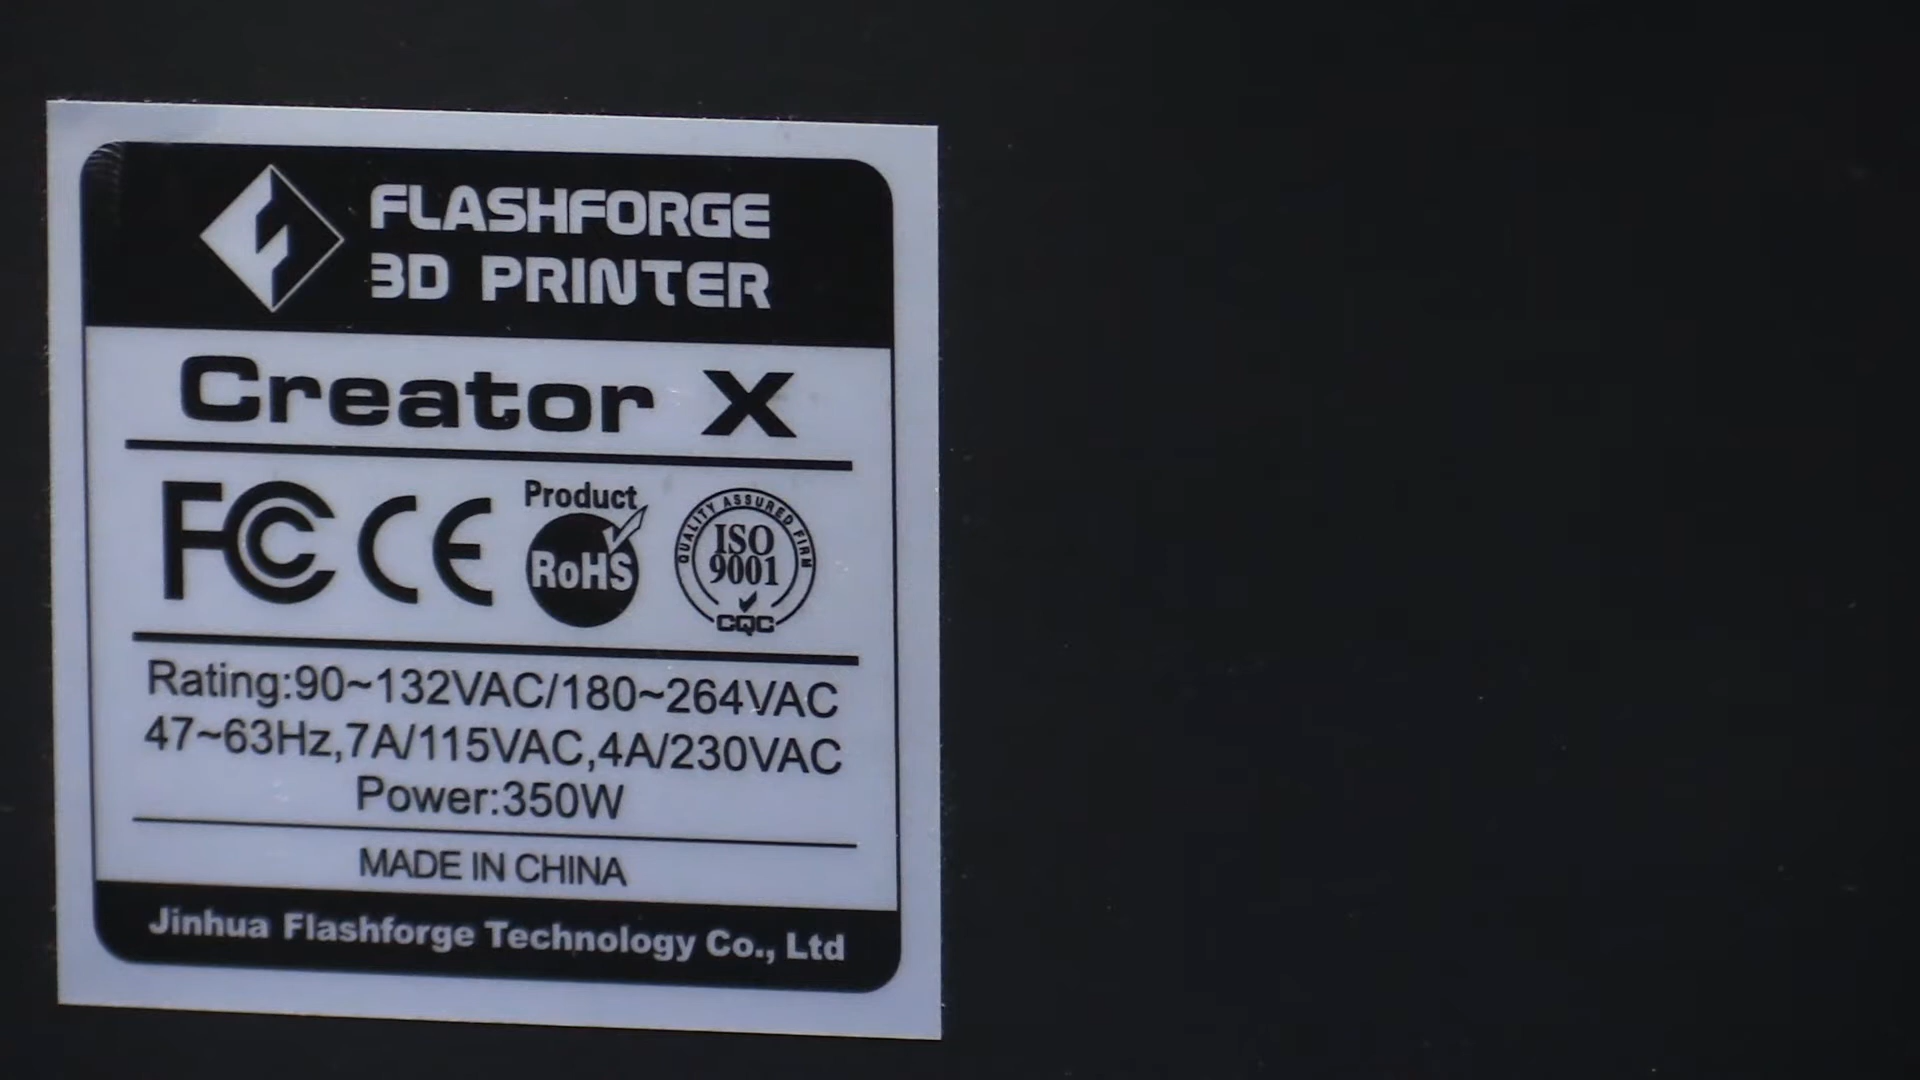 FLASHFORGE
3D PRINTER
Creator X
FC CE Product RoHS QUALITY ASSURED FIRM ISO 9001 CQC
Rating:90~132VAC/180~264VAC
47~63Hz,7A/115VAC,4A/230VAC
Power:350W
MADE IN CHINA
Jinhua Flashforge Technology Co., Ltd